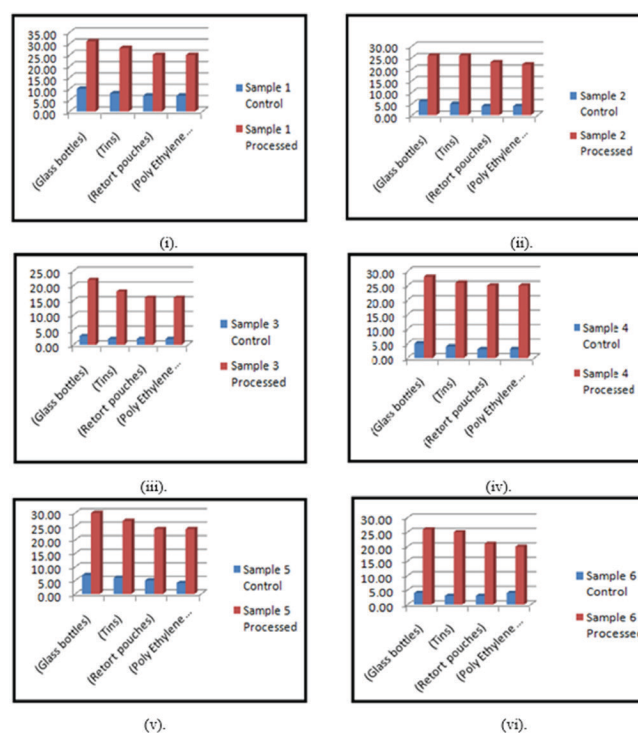 35.00
30.00
25.00
20.00
15.00
10.00
5.00
0.00
Sample 1
Control
Sample 1
Processed
(Glass bottles)
(Tins)
(Retort pouches)
(Poly Ethylene...
(i).
30.00
25.00
20.00
15.00
10.00
5.00
0.00
Sample 2
Control
Sample 2
Processed
(Glass bottles)
(Tins)
(Retort pouches)
(Poly Ethylene...
(ii).
25.00
20.00
15.00
10.00
5.00
0.00
Sample 3
Control
Sample 3
Processed
(Glass bottles)
(Tins)
(Retort pouches)
(Poly Ethylene...
(iii).
30.00
25.00
20.00
15.00
10.00
5.00
0.00
Sample 4
Control
Sample 4
Processed
(Glass bottles)
(Tins)
(Retort pouches)
(Poly Ethylene...
(iv).
30.00
25.00
20.00
15.00
10.00
5.00
0.00
Sample 5
Control
Sample 5
Processed
(Glass bottles)
(Tins)
(Retort pouches)
(Poly Ethylene...
(v).
30.00
25.00
20.00
15.00
10.00
5.00
0.00
Sample 6
Control
Sample 6
Processed
(Glass bottles)
(Tins)
(Retort pouches)
(Poly Ethylene...
(vi).